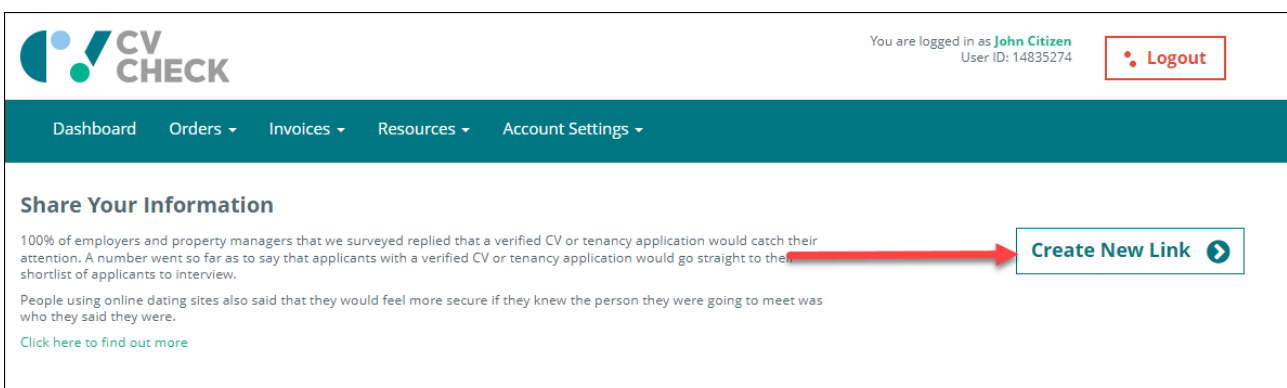 CV
CHECK
You are logged in as John Citizen
User ID: 14835274
Logout
Dashboard Orders Invoices Resources Account Settings
Share Your Information
100% of employers and property managers that we surveyed replied that a verified CV or tenancy application would catch their
attention. A number went so far as to say that applicants with a verified CV or tenancy application would go straight to their
shortlist of applicants to interview.
Create New Link
People using online dating sites also said that they would feel more secure if they knew the person they were going to meet was
who they said they were.
Click here to find out more